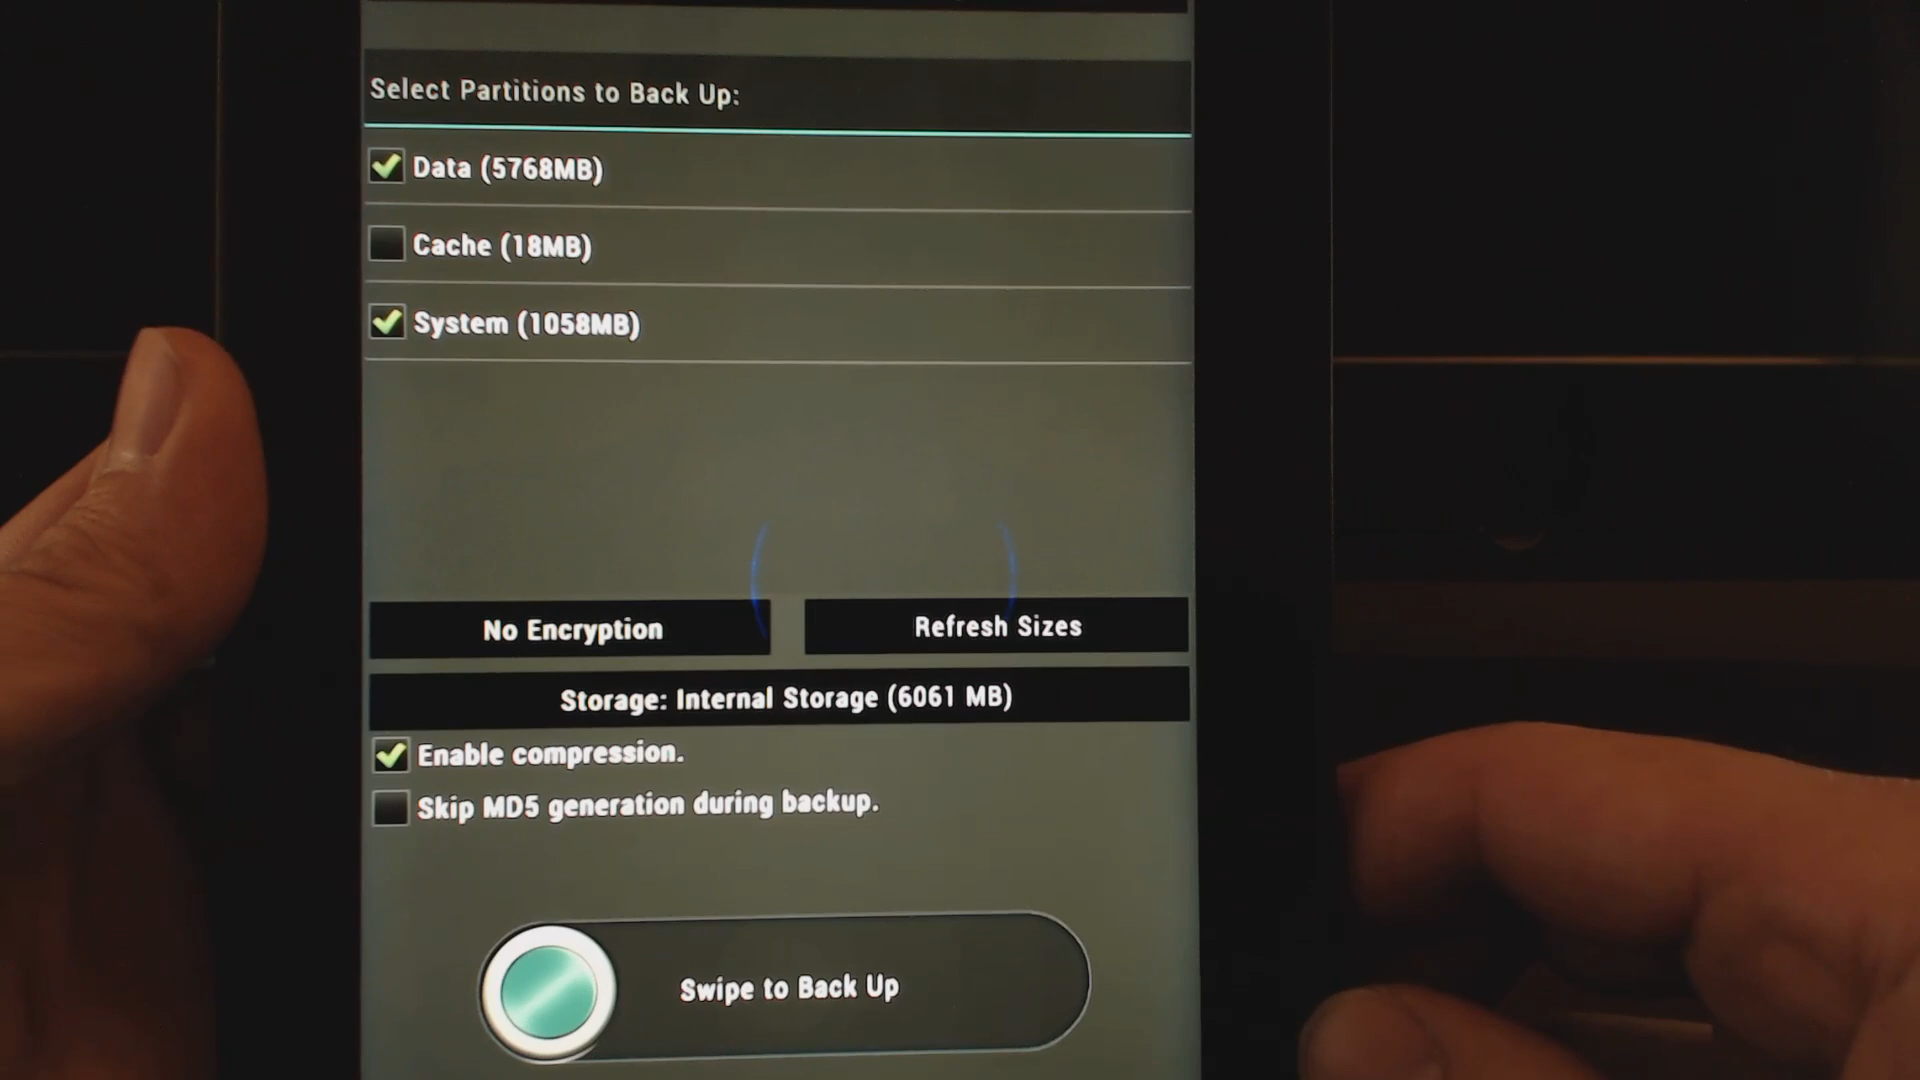 Select Partitions to Back Up:
Data (5768MB)
Cache (18MB)
System (1058MB)
No Encryption
Refresh Sizes
Storage: Internal Storage (6061 MB)
Enable compression.
Skip MD5 generation during backup.
Swipe to Back Up